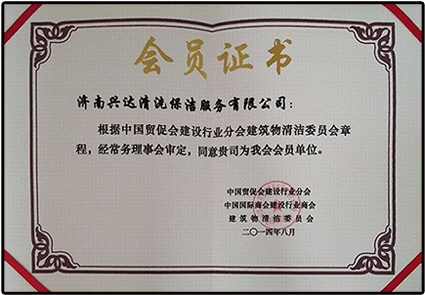 会员证书
济南兴达清洗保洁服务有限公司：
根据中国贸促会建设行业分会建筑物清洁委员会章
程，经常务理事会审定，同意贵司为我会会员单位。
中国贸促会建设行业分会
中国国际商会建设行业商会
建筑物清洁委员会
二〇一四年八月